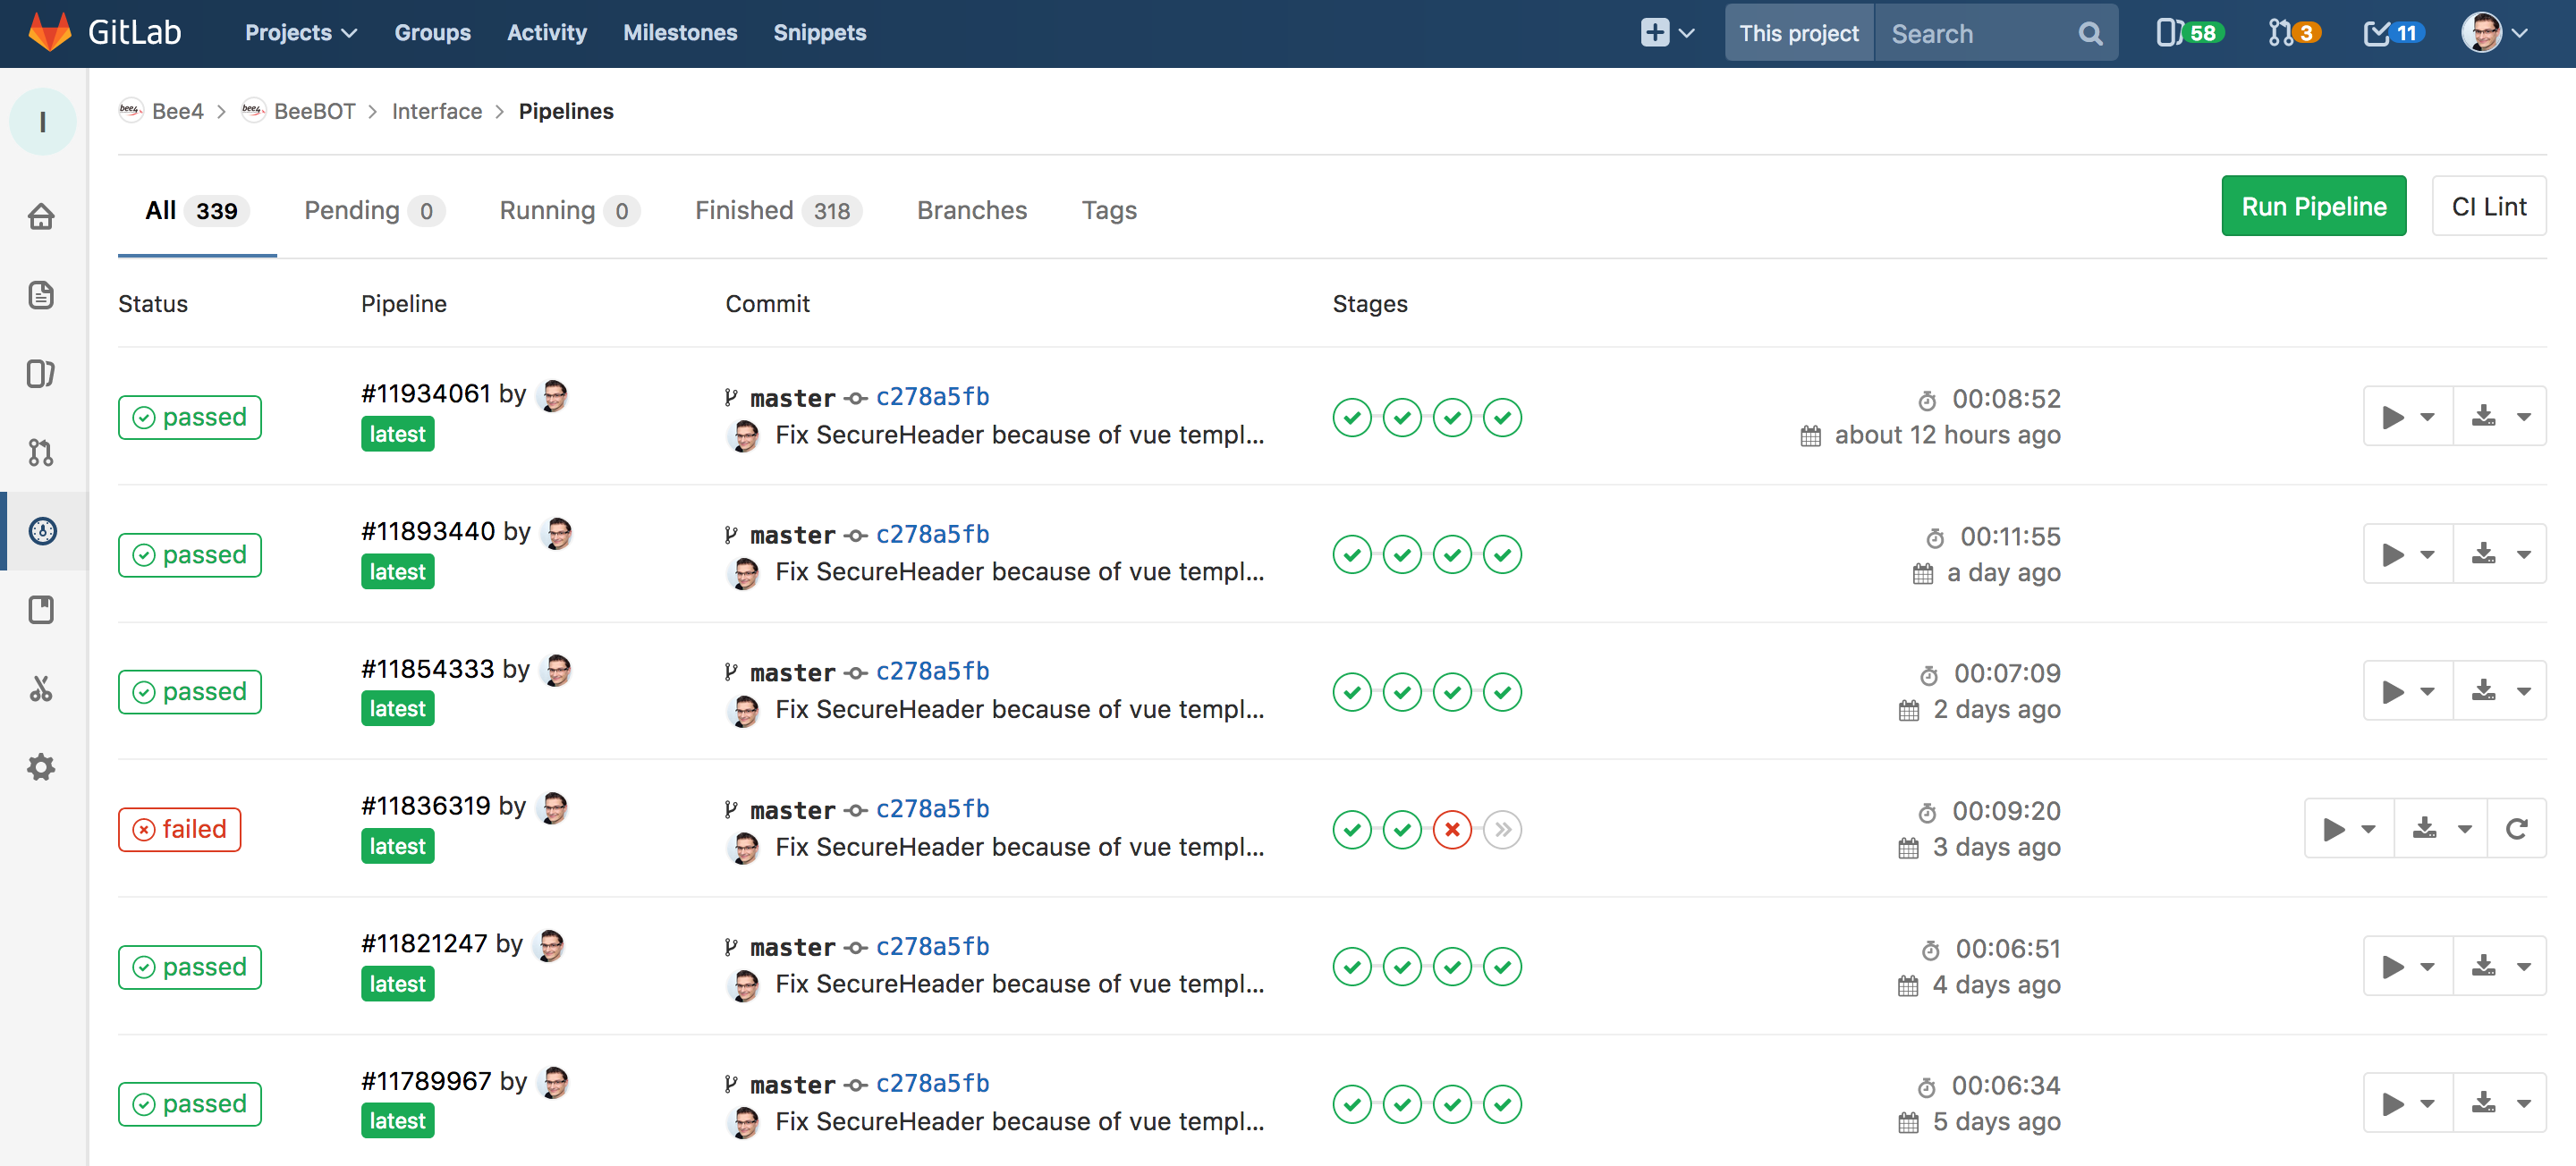 GitLab Projects Groups Activity Milestones Snippets This project Search 58 3 11
I
Bee4 > BeeBOT > Interface > Pipelines
All 339 Pending 0 Running 0 Finished 318 Branches Tags Run Pipeline CI Lint
Status Pipeline Commit Stages
passed #11934061 by master c278a5fb 00:08:52
latest Fix SecureHeader because of vue templ... about 12 hours ago
passed #11893440 by master c278a5fb 00:11:55
latest Fix SecureHeader because of vue templ... a day ago
passed #11854333 by master c278a5fb 00:07:09
latest Fix SecureHeader because of vue templ... 2 days ago
failed #11836319 by master c278a5fb 00:09:20
latest Fix SecureHeader because of vue templ... 3 days ago
passed #11821247 by master c278a5fb 00:06:51
latest Fix SecureHeader because of vue templ... 4 days ago
passed #11789967 by master c278a5fb 00:06:34
latest Fix SecureHeader because of vue templ... 5 days ago